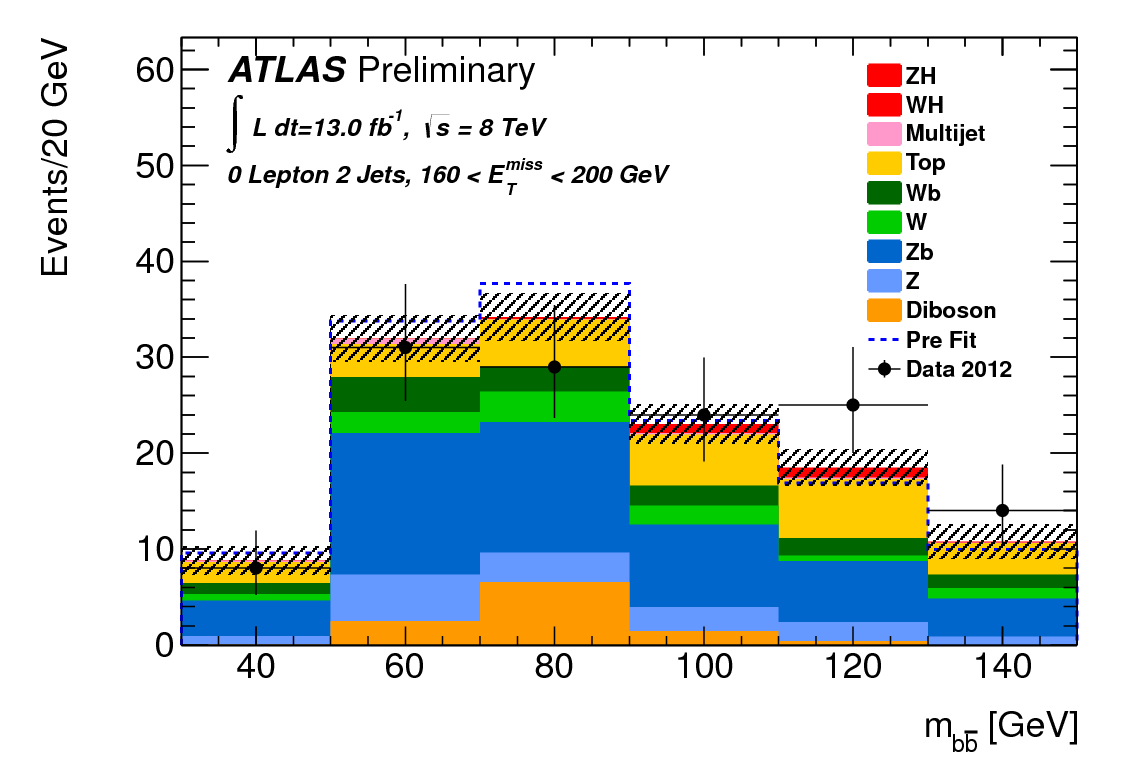 Events/20 GeV
60
50
40
30
20
10
0
ATLAS Preliminary
∫ L dt=13.0 fb⁻¹, √s = 8 TeV
0 Lepton 2 Jets, 160 < E_T^miss < 200 GeV
ZH
WH
Multijet
Top
Wb
W
Zb
Z
Diboson
Pre Fit
Data 2012
40 60 80 100 120 140
m_bb̅ [GeV]